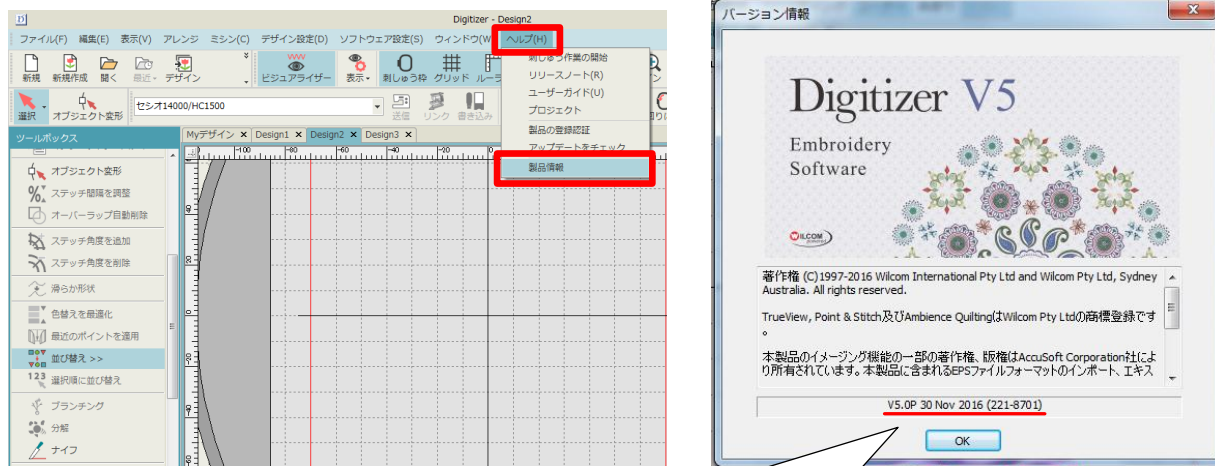 Digitizer - Design2
ファイル(F) 編集(E) 表示(V) アレンジ ミシン(C) デザイン設定(D) ソフトウェア設定(S) ウィンドウ(W) ヘルプ(H)
新規 新規作成 開く 最近 デザイン ビジュアライザー 表示 刺しゅう枠 グリッド
選択 オブジェクト変形 テシオ14000/HC1500 送信 リンク 書き込み
刺しゅう作業の開始
リリースノート(R)
ユーザーガイド(U)
プロジェクト
製品の登録認証
アップデートをチェック
製品情報
ツールボックス
Myデザイン × Design1 × Design2 × Design3 ×
-100 -80 -60 -40 -20 0
オブジェクト変形
ステッチ間隔を調整
オーバーラップ自動削除
ステッチ角度を追加
ステッチ角度を削除
滑らか形状
色替えを最適化
最近のポイントを適用
並び替え >>
123 選択順に並び替え
ブランチング
分解
ナイフ
バージョン情報
Digitizer V5
Embroidery
Software
WILCOM
powered
著作権 (C)1997-2016 Wilcom International Pty Ltd and Wilcom Pty Ltd, Sydney
Australia. All rights reserved.
TrueView, Point & Stitch及びAmbience QuiltingはWilcom Pty Ltdの商標登録です
。
本製品のイメージング機能の一部の著作権、版権はAccuSoft Corporation社によ
り所有されています。本製品に含まれるEPSファイルフォーマットのインポート、エキス
V5.0P 30 Nov 2016 (221-8701)
OK